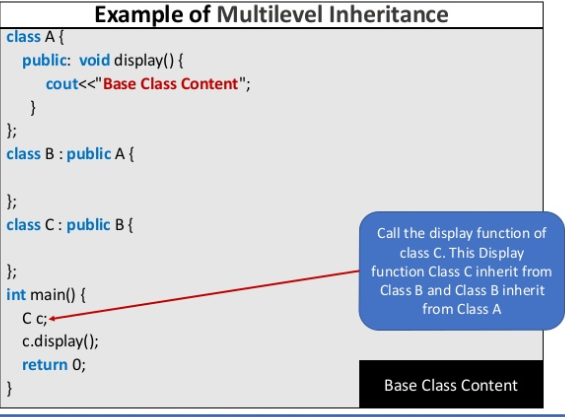 Example of Multilevel Inheritance
class A {
public: void display() {
cout<<"Base Class Content";
}
};
class B : public A {
};
class C : public B {
};
int main() {
C c;
c.display();
return 0;
}
Call the display function of
class C. This Display
function Class C inherit from
Class B and Class B inherit
from Class A
Base Class Content